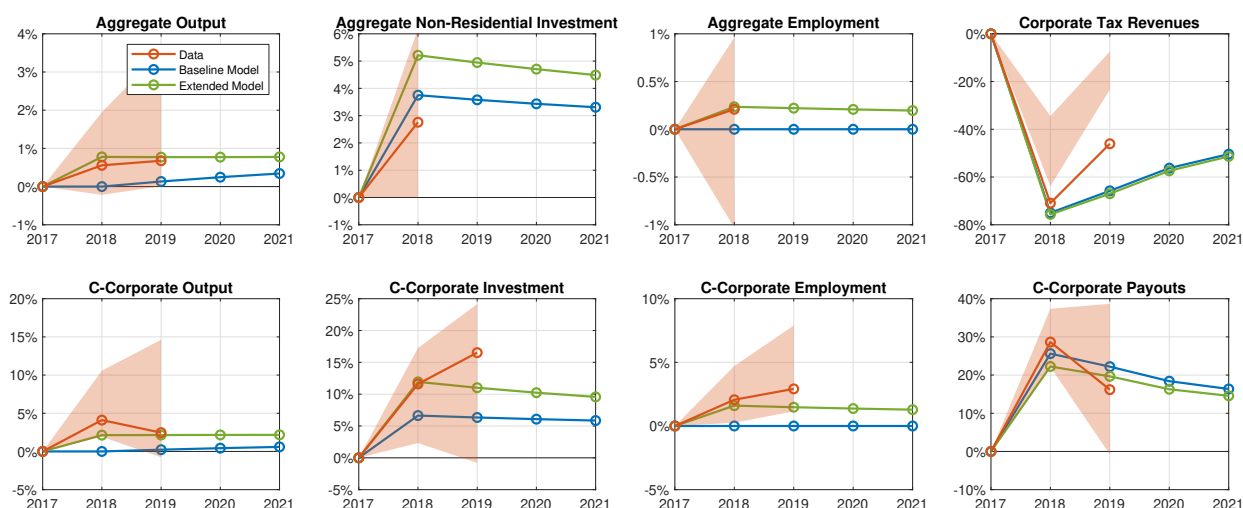 Aggregate Output
4%
3%
2%
1%
0%
-1%
2017 2018 2019 2020 2021
Data
Baseline Model
Extended Model
Aggregate Non-Residential Investment
6%
5%
4%
3%
2%
1%
0%
-1%
2017 2018 2019 2020 2021
Aggregate Employment
1%
0.5%
0%
-0.5%
-1%
2017 2018 2019 2020 2021
Corporate Tax Revenues
0%
-20%
-40%
-60%
-80%
2017 2018 2019 2020 2021
C-Corporate Output
20%
15%
10%
5%
0%
-5%
2017 2018 2019 2020 2021
C-Corporate Investment
25%
20%
15%
10%
5%
0%
-5%
2017 2018 2019 2020 2021
C-Corporate Employment
10%
5%
0%
-5%
2017 2018 2019 2020 2021
C-Corporate Payouts
40%
30%
20%
10%
0%
-10%
2017 2018 2019 2020 2021